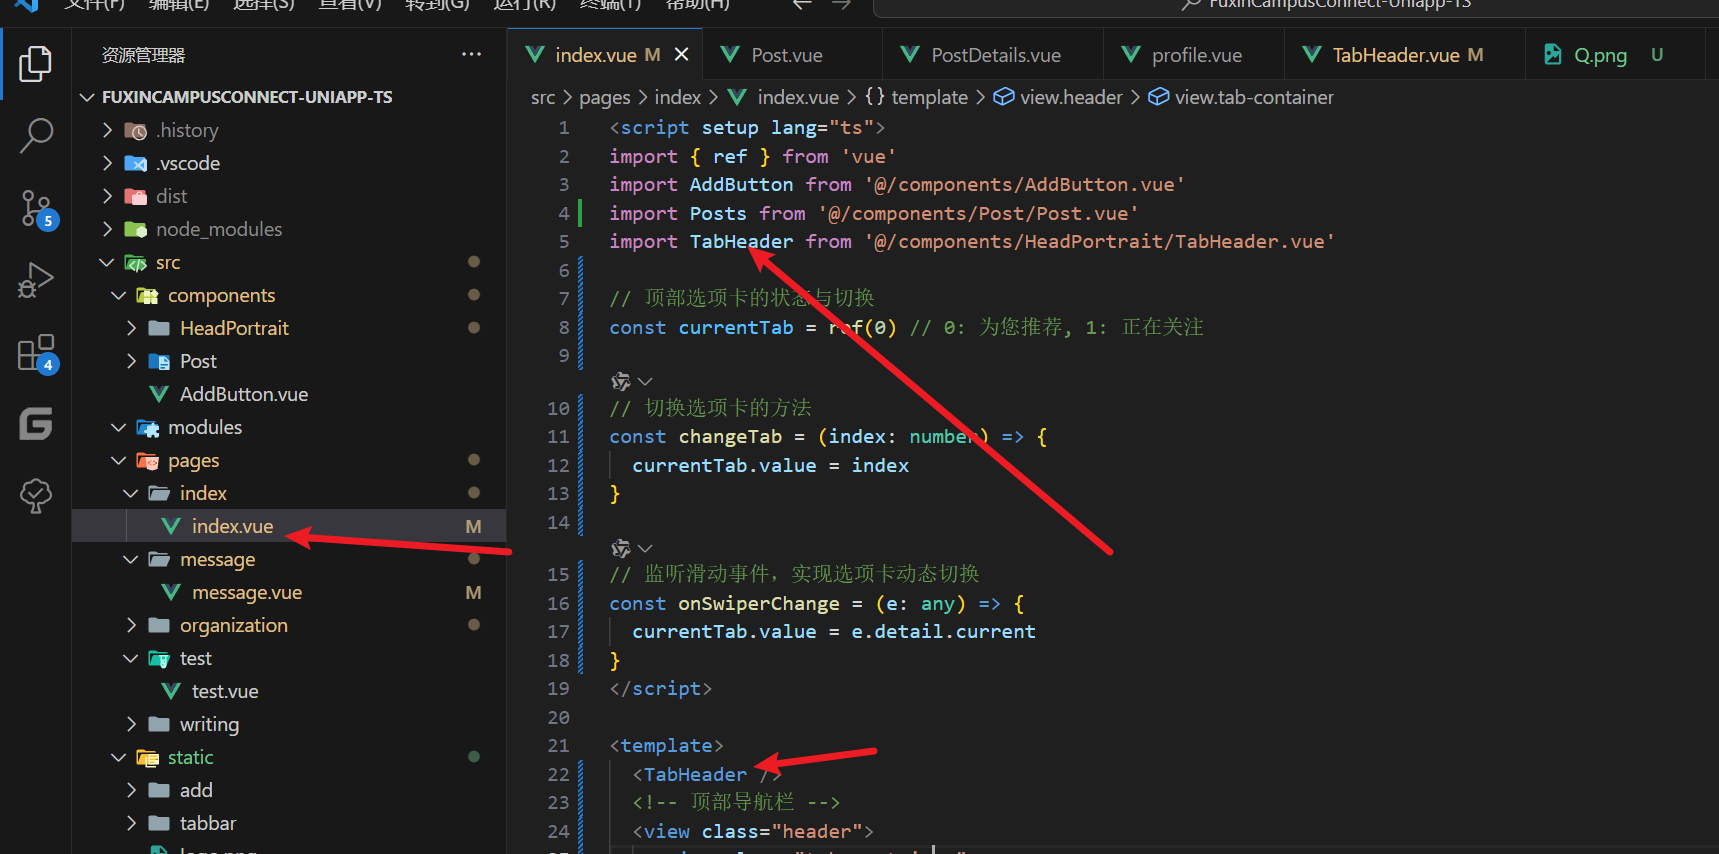 文件(F) 编辑(E) 选择(S) 查看(V) 转到(G) 运行(R) 终端(T) 帮助(H) FuxinCampusConnect-Uniapp-TS
资源管理器 ···
index.vue M
Post.vue
PostDetails.vue
profile.vue
TabHeader.vue M
Q.png U
FUXINCAMPUSCONNECT-UNIAPP-TS
.history
.vscode
dist
node_modules
src
components
HeadPortrait
Post
AddButton.vue
modules
pages
index
index.vue M
message
message.vue M
organization
test
test.vue
writing
static
add
tabbar
logo.png
5
4
src > pages > index > index.vue > {} template > view.header > view.tab-container
1 <script setup lang="ts">
2 import { ref } from 'vue'
3 import AddButton from '@/components/AddButton.vue'
4 import Posts from '@/components/Post/Post.vue'
5 import TabHeader from '@/components/HeadPortrait/TabHeader.vue'
6
7 // 顶部选项卡的状态与切换
8 const currentTab = ref(0) // 0: 为您推荐, 1: 正在关注
9
10 // 切换选项卡的方法
11 const changeTab = (index: number) => {
12 currentTab.value = index
13 }
14
15 // 监听滑动事件，实现选项卡动态切换
16 const onSwiperChange = (e: any) => {
17 currentTab.value = e.detail.current
18 }
19 </script>
20
21 <template>
22 <TabHeader />
23 <!-- 顶部导航栏 -->
24 <view class="header">